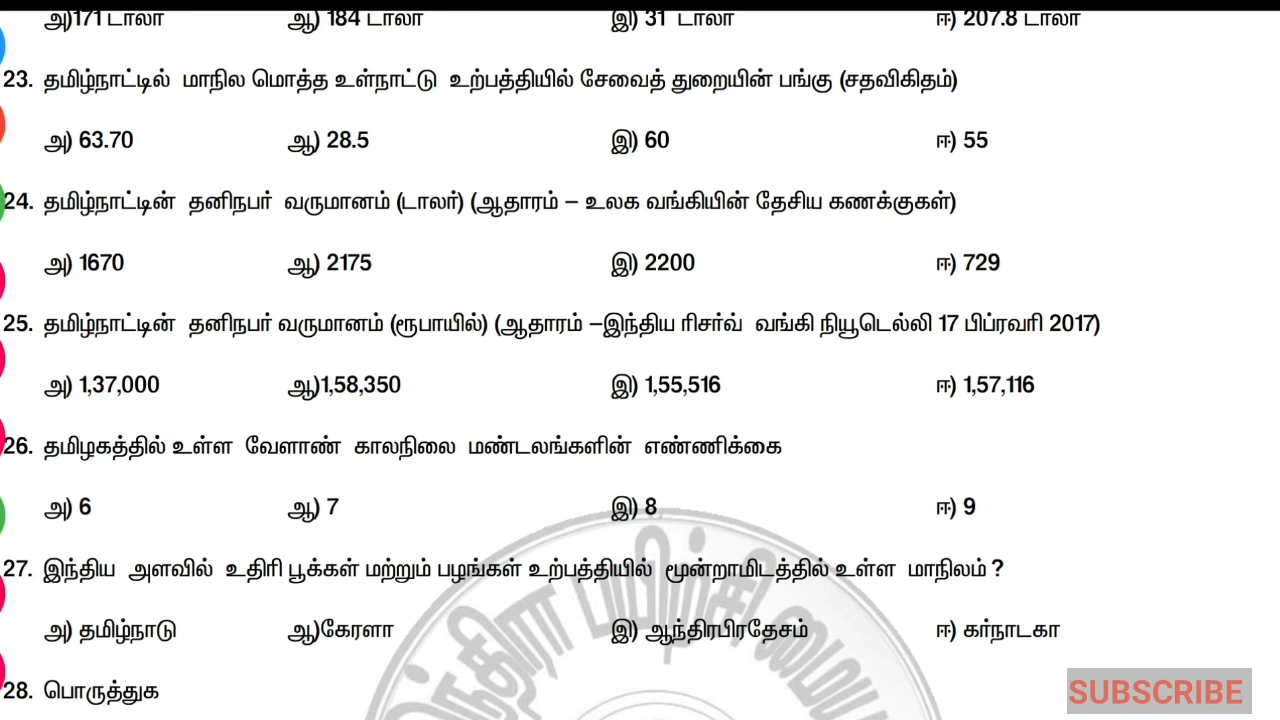 அ)171 டாலர் ஆ) 184 டாலர் இ) 31 டாலர் ஈ) 207.8 டாலர்
23. தமிழ்நாட்டில் மாநில மொத்த உள்நாட்டு உற்பத்தியில் சேவைத் துறையின் பங்கு (சதவிகிதம்)
அ) 63.70 ஆ) 28.5 இ) 60 ஈ) 55
24. தமிழ்நாட்டின் தனிநபர் வருமானம் (டாலர்) (ஆதாரம் – உலக வங்கியின் தேசிய கணக்குகள்)
அ) 1670 ஆ) 2175 இ) 2200 ஈ) 729
25. தமிழ்நாட்டின் தனிநபர் வருமானம் (ரூபாயில்) (ஆதாரம் –இந்திய ரிசர்வ் வங்கி நியூடெல்லி 17 பிப்ரவரி 2017)
அ) 1,37,000 ஆ)1,58,350 இ) 1,55,516 ஈ) 1,57,116
26. தமிழகத்தில் உள்ள வேளாண் காலநிலை மண்டலங்களின் எண்ணிக்கை
அ) 6 ஆ) 7 இ) 8 ஈ) 9
27. இந்திய அளவில் உதிரி பூக்கள் மற்றும் பழங்கள் உற்பத்தியில் மூன்றாமிடத்தில் உள்ள மாநிலம் ?
அ) தமிழ்நாடு ஆ)கேரளா இ) ஆந்திரபிரதேசம் ஈ) கர்நாடகா
28. பொருத்துக
SUBSCRIBE